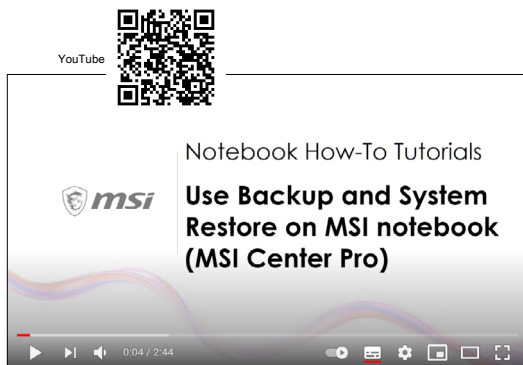 YouTube
Notebook How-To Tutorials
msi
Use Backup and System
Restore on MSI notebook
(MSI Center Pro)
0:04 / 2:44